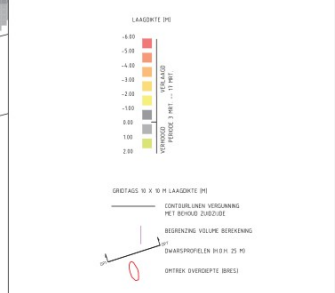 LAAGDIKTE [M]
-6.00
-5.00
-4.00
-3.00
-2.00
-1.00
0.00
1.00
2.00
VERLAAGD
VERHOOGD
PERIODE 3 MRT. ... 17 MRT.
GRIDTAGS 10 X 10 M LAAGDIKTE [M]
CONTOURLIJNEN VERGUNNING
MET BEHOUD ZUIDZIJDE
BEGRENZING VOLUME BEREKENING
DWARSPROFIELEN (H.O.H. 25 M)
OMTREK OVERDIEPTE (BRES)